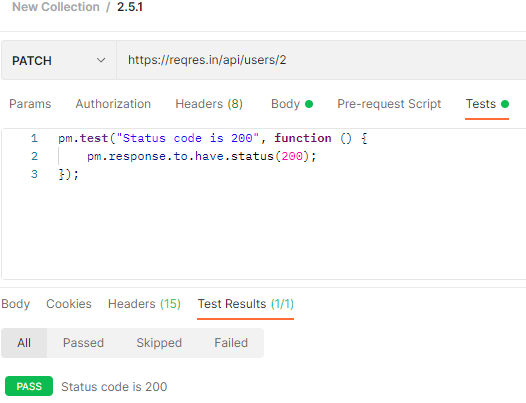 New Collection / 2.5.1
PATCH https://reqres.in/api/users/2
Params Authorization Headers (8) Body Pre-request Script Tests
1 pm.test("Status code is 200", function () {
2 pm.response.to.have.status(200);
3 });
Body Cookies Headers (15) Test Results (1/1)
All Passed Skipped Failed
PASS Status code is 200